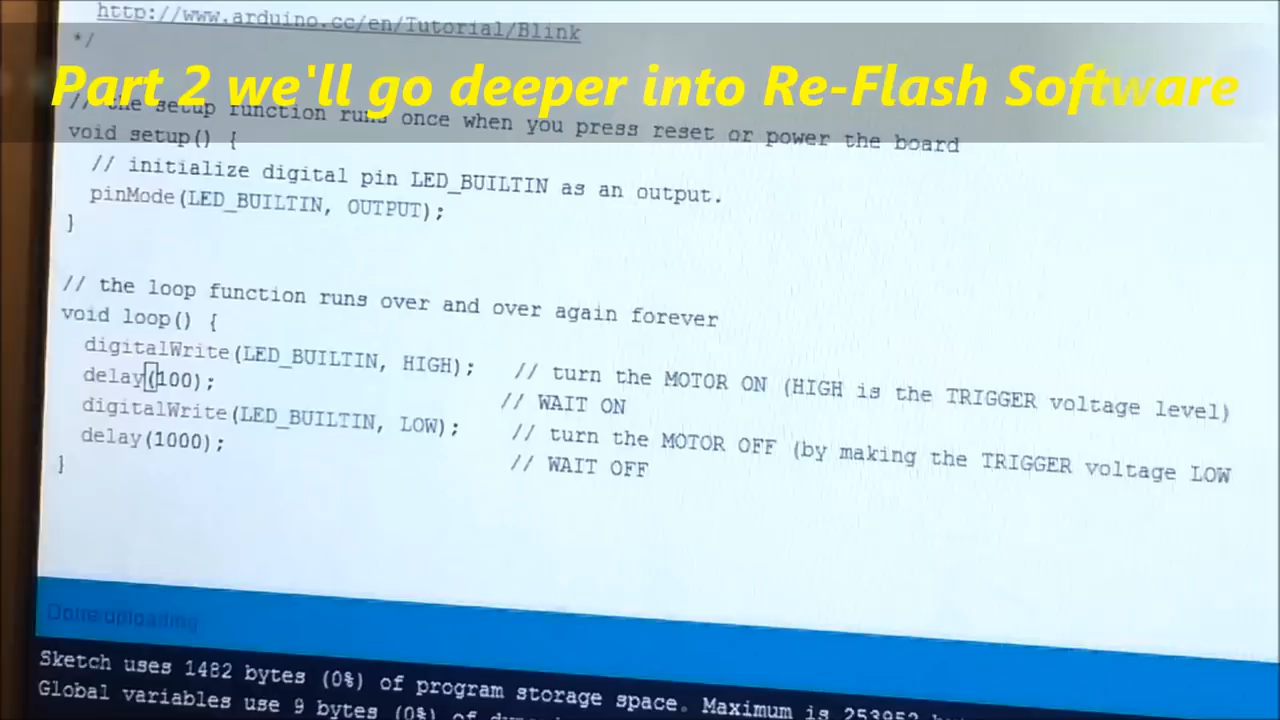 http://www.arduino.cc/en/Tutorial/Blink
*/
Part 2 we'll go deeper into Re-Flash Software
// the setup function runs once when you press reset or power the board
void setup() {
// initialize digital pin LED_BUILTIN as an output.
pinMode(LED_BUILTIN, OUTPUT);
}
// the loop function runs over and over again forever
void loop() {
digitalWrite(LED_BUILTIN, HIGH); // turn the MOTOR ON (HIGH is the TRIGGER voltage level)
delay(100); // WAIT ON
digitalWrite(LED_BUILTIN, LOW); // turn the MOTOR OFF (by making the TRIGGER voltage LOW
delay(1000); // WAIT OFF
}
Done uploading
Sketch uses 1482 bytes (0%) of program storage space. Maximum is 253952
Global variables use 9 bytes (0%) of